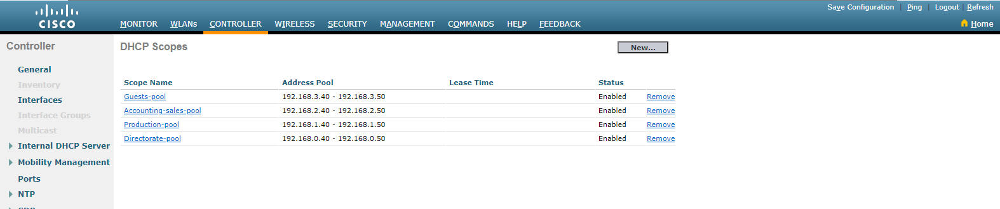 Save Configuration | Ping | Logout | Refresh
CISCO
MONITOR WLANs CONTROLLER WIRELESS SECURITY MANAGEMENT COMMANDS HELP FEEDBACK
Home
Controller
General
Inventory
Interfaces
Interface Groups
Multicast
Internal DHCP Server
Mobility Management
Ports
NTP
DHCP Scopes
New...
Scope Name Address Pool Lease Time Status
Guests-pool 192.168.3.40 - 192.168.3.50 Enabled Remove
Accounting-sales-pool 192.168.2.40 - 192.168.2.50 Enabled Remove
Production-pool 192.168.1.40 - 192.168.1.50 Enabled Remove
Directorate-pool 192.168.0.40 - 192.168.0.50 Enabled Remove